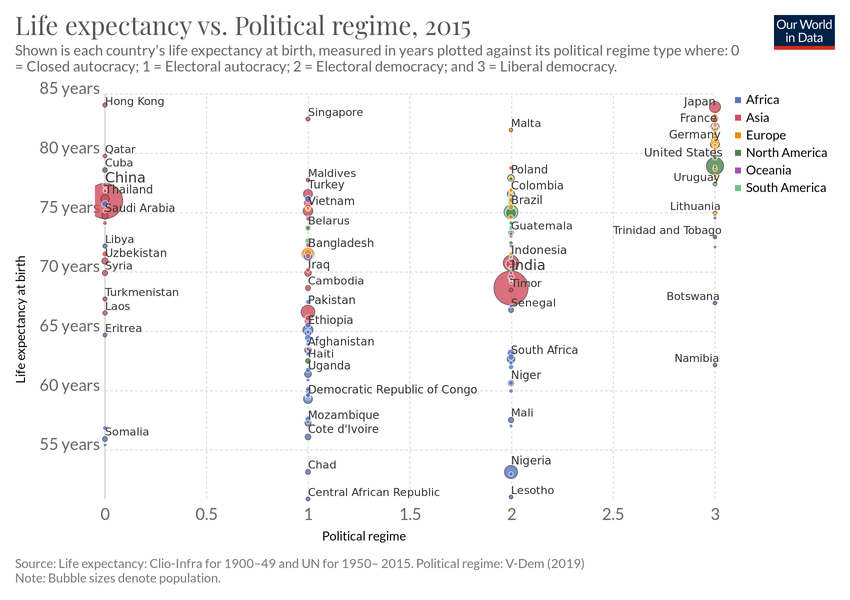 Life expectancy vs. Political regime, 2015
Our World
in Data
Shown is each country's life expectancy at birth, measured in years plotted against its political regime type where: 0
= Closed autocracy; 1 = Electoral autocracy; 2 = Electoral democracy; and 3 = Liberal democracy.
85 years
80 years
75 years
70 years
65 years
60 years
55 years
Life expectancy at birth
Hong Kong
Qatar
Cuba
China
Thailand
Saudi Arabia
Libya
Uzbekistan
Syria
Turkmenistan
Laos
Eritrea
Somalia
Singapore
Maldives
Turkey
Vietnam
Belarus
Bangladesh
Iraq
Cambodia
Pakistan
Ethiopia
Afghanistan
Haiti
Uganda
Democratic Republic of Congo
Mozambique
Cote d'Ivoire
Chad
Central African Republic
Malta
Poland
Colombia
Brazil
Guatemala
Indonesia
India
Timor
Senegal
South Africa
Niger
Mali
Nigeria
Lesotho
Japan
France
Germany
United States
Uruguay
Lithuania
Trinidad and Tobago
Botswana
Namibia
Africa
Asia
Europe
North America
Oceania
South America
0
0.5
1
1.5
2
2.5
3
Political regime
Source: Life expectancy: Clio-Infra for 1900–49 and UN for 1950– 2015. Political regime: V-Dem (2019)
Note: Bubble sizes denote population.